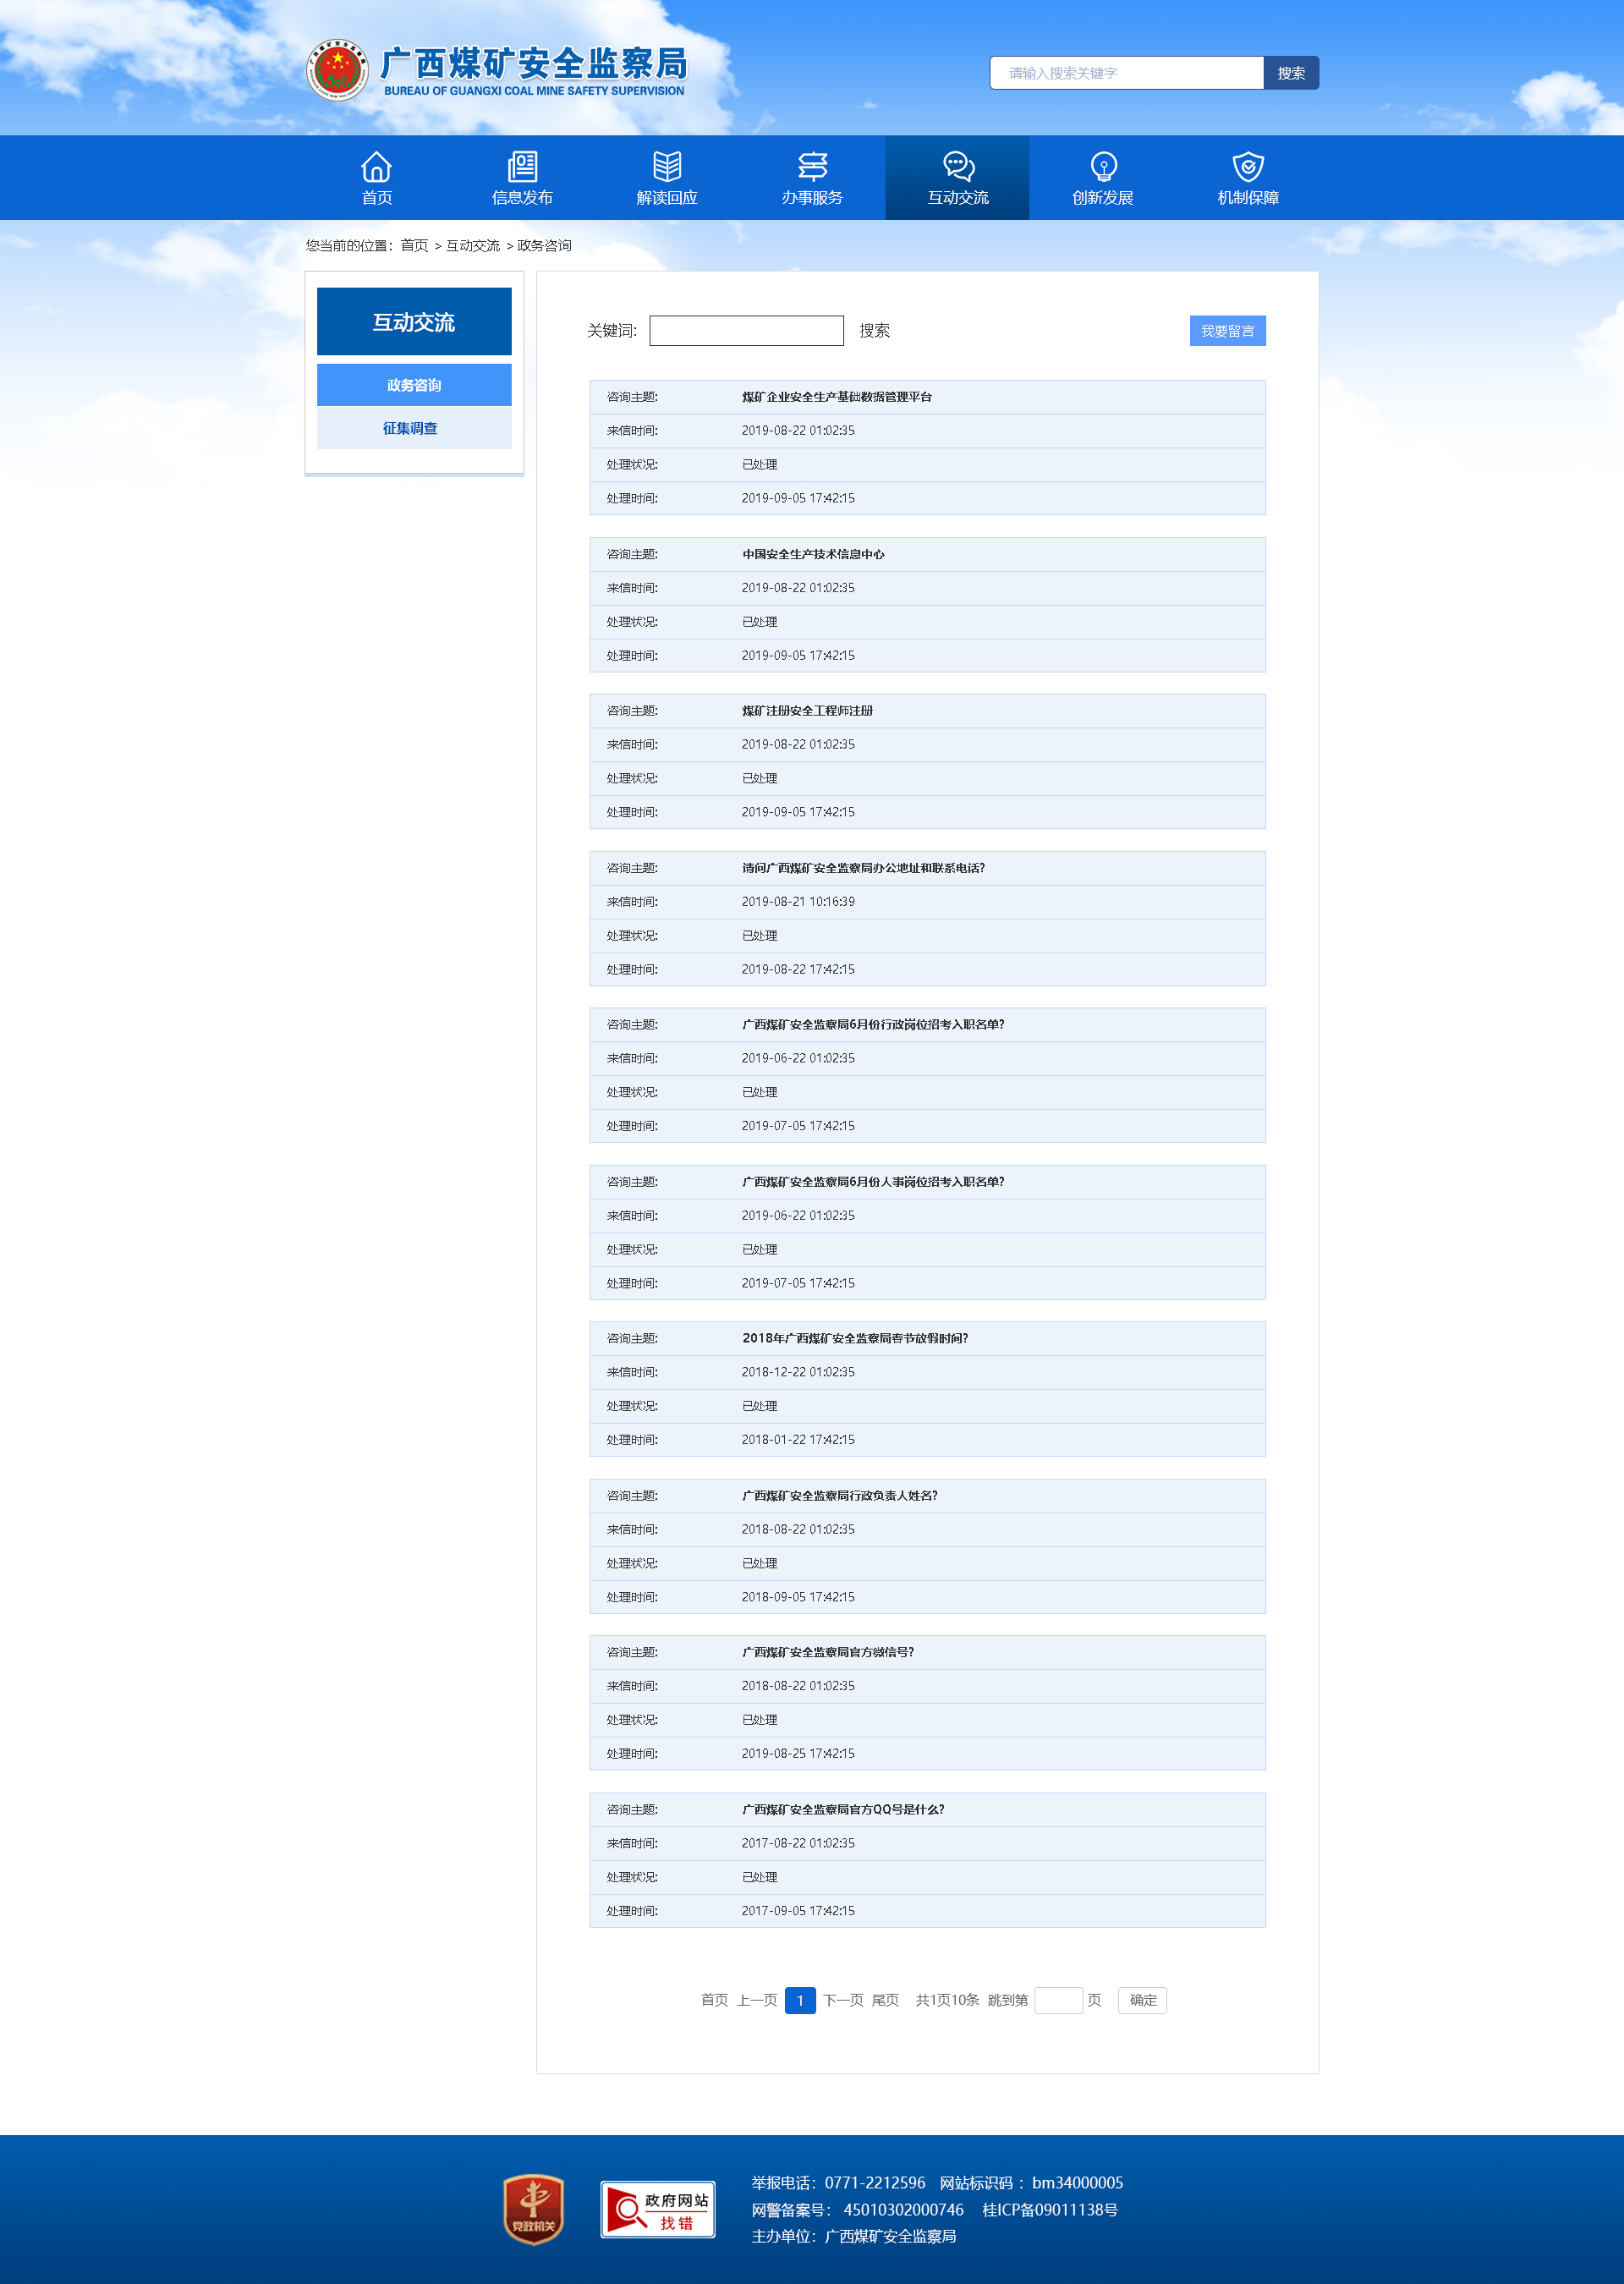 广西煤矿安全监察局
BUREAU OF GUANGXI COAL MINE SAFETY SUPERVISION
请输入搜索关键字 搜索
首页 信息发布 解读回应 办事服务 互动交流 创新发展 机制保障
您当前的位置：首页 > 互动交流 > 政务咨询
互动交流
政务咨询
征集调查
关键词: 搜索 我要留言
咨询主题: 煤矿企业安全生产基础数据管理平台
来信时间: 2019-08-22 01:02:35
处理状况: 已处理
处理时间: 2019-09-05 17:42:15
咨询主题: 中国安全生产技术信息中心
来信时间: 2019-08-22 01:02:35
处理状况: 已处理
处理时间: 2019-09-05 17:42:15
咨询主题: 煤矿注册安全工程师注册
来信时间: 2019-08-22 01:02:35
处理状况: 已处理
处理时间: 2019-09-05 17:42:15
咨询主题: 请问广西煤矿安全监察局办公地址和联系电话?
来信时间: 2019-08-21 10:16:39
处理状况: 已处理
处理时间: 2019-08-22 17:42:15
咨询主题: 广西煤矿安全监察局6月份行政岗位招考入职名单?
来信时间: 2019-06-22 01:02:35
处理状况: 已处理
处理时间: 2019-07-05 17:42:15
咨询主题: 广西煤矿安全监察局6月份人事岗位招考入职名单?
来信时间: 2019-06-22 01:02:35
处理状况: 已处理
处理时间: 2019-07-05 17:42:15
咨询主题: 2018年广西煤矿安全监察局春节放假时间?
来信时间: 2018-12-22 01:02:35
处理状况: 已处理
处理时间: 2018-01-22 17:42:15
咨询主题: 广西煤矿安全监察局行政负责人姓名?
来信时间: 2018-08-22 01:02:35
处理状况: 已处理
处理时间: 2018-09-05 17:42:15
咨询主题: 广西煤矿安全监察局官方微信号?
来信时间: 2018-08-22 01:02:35
处理状况: 已处理
处理时间: 2019-08-25 17:42:15
咨询主题: 广西煤矿安全监察局官方QQ号是什么?
来信时间: 2017-08-22 01:02:35
处理状况: 已处理
处理时间: 2017-09-05 17:42:15
首页 上一页 1 下一页 尾页 共1页10条 跳到第 页 确定
党政机关
政府网站
找错
举报电话：0771-2212596 网站标识码 ：bm34000005
网警备案号： 45010302000746 桂ICP备09011138号
主办单位：广西煤矿安全监察局